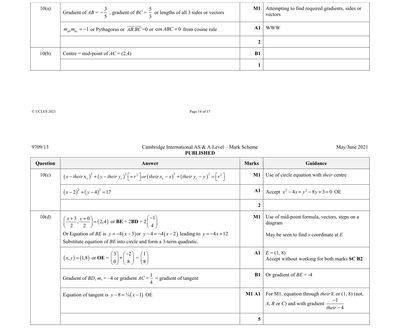 10(a)
Gradient of AB = −3/5, gradient of BC = 5/3 or lengths of all 3 sides or vectors
M1
Attempting to find required gradients, sides or vectors
m_ab m_bc = −1 or Pythagoras or AB.BC = 0 or cos ABC = 0 from cosine rule
A1
WWW
2
10(b)
Centre = mid-point of AC = (2,4)
B1
1
© UCLES 2021
Page 14 of 17
9709/13
Cambridge International AS & A Level – Mark Scheme
May/June 2021
PUBLISHED
Question
Answer
Marks
Guidance
10(c)
(x − their x_c)² + (y − their y_c)² [= r²] or (their x_c − x)² + (their y_c − y)² = [r²]
M1
Use of circle equation with their centre
(x−2)² + (y−4)² = 17
A1
Accept x² − 4x + y² − 8y + 3 = 0 OE
2
10(d)
((x+3)/2, (y+0)/2) = (2,4) or BE = 2BD = 2(−1 4)
Or Equation of BE is y = −4(x−3) or y−4 = −4(x−2) leading to y = −4x+12
Substitute equation of BE into circle and form a 3-term quadratic.
M1
Use of mid-point formula, vectors, steps on a diagram
May be seen to find x coordinate at E
(x, y) = (1,8) or OE = (3 0) + (−2 8) = (1 8)
A1
E = (1, 8)
Accept without working for both marks SC B2
Gradient of BD, m, = −4 or gradient AC = 1/4 = gradient of tangent
B1
Or gradient of BE = −4
Equation of tangent is y − 8 = ¼(x−1) OE
M1 A1
For M1, equation through their E or (1, 8) (not, A, B or C) and with gradient −1/their−4
5